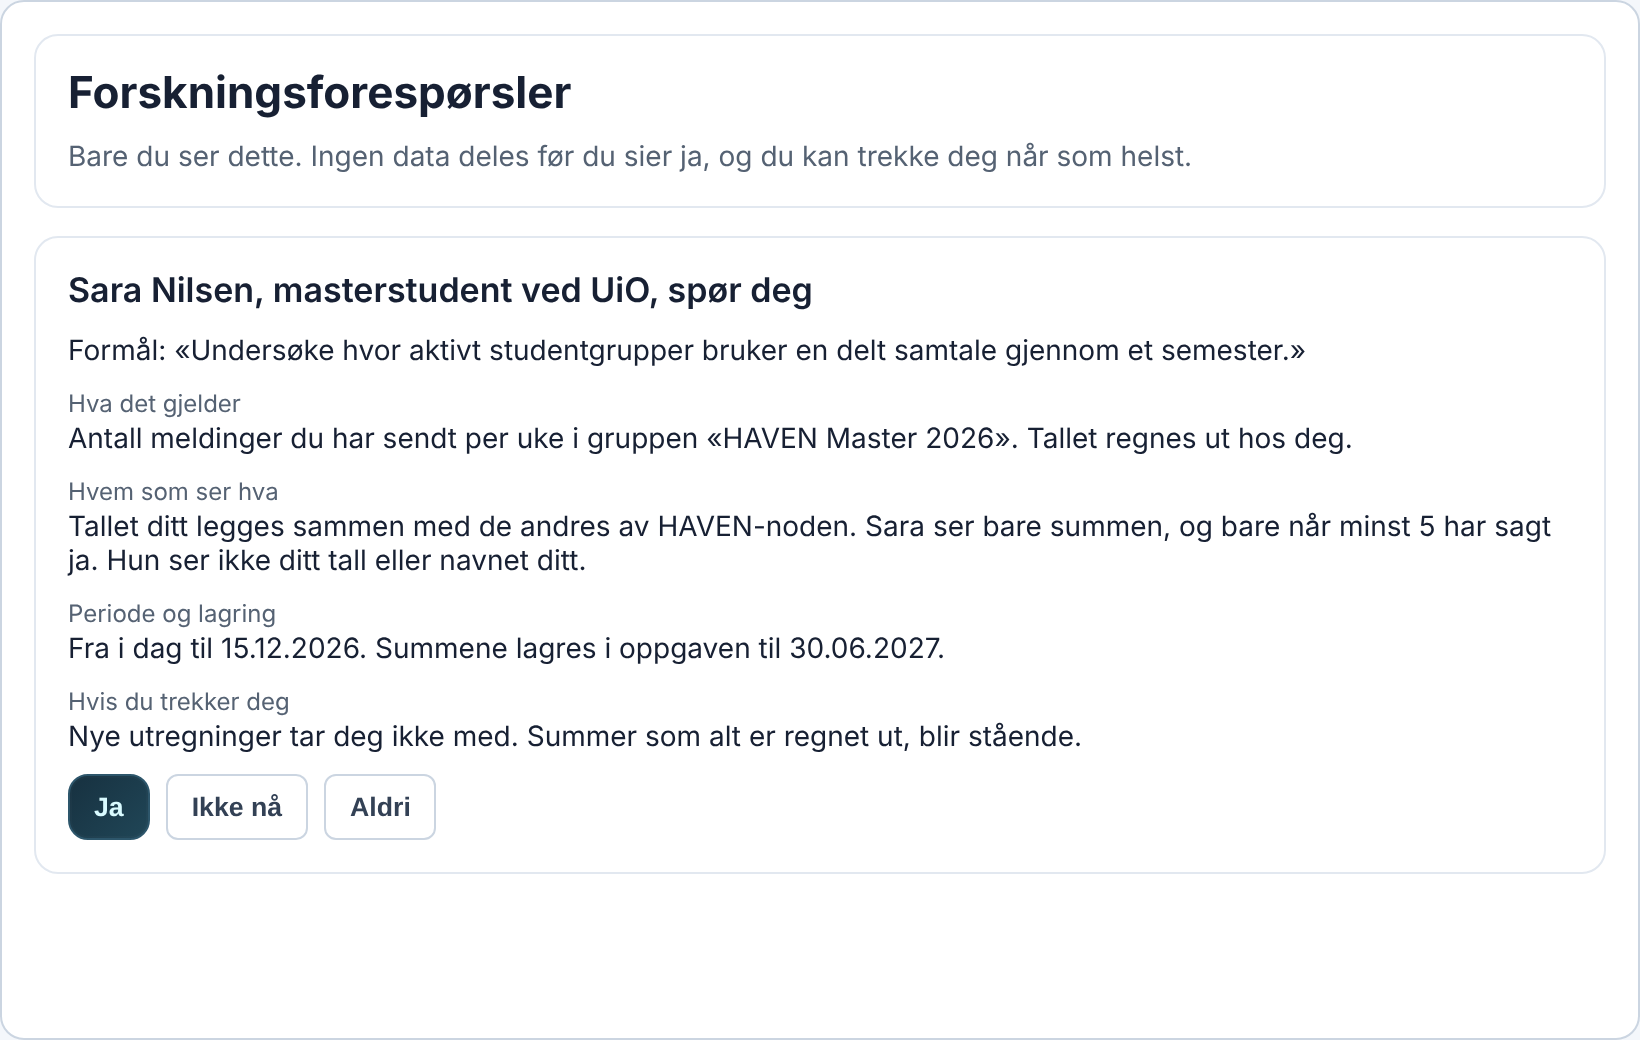 Forskningsforespørsler
Bare du ser dette. Ingen data deles før du sier ja, og du kan trekke deg når som helst.
Sara Nilsen, masterstudent ved UiO, spør deg
Formål: «Undersøke hvor aktivt studentgrupper bruker en delt samtale gjennom et semester.»
Hva det gjelder
Antall meldinger du har sendt per uke i gruppen «HAVEN Master 2026». Tallet regnes ut hos deg.
Hvem som ser hva
Tallet ditt legges sammen med de andres av HAVEN-noden. Sara ser bare summen, og bare når minst 5 har sagt
ja. Hun ser ikke ditt tall eller navnet ditt.
Periode og lagring
Fra i dag til 15.12.2026. Summene lagres i oppgaven til 30.06.2027.
Hvis du trekker deg
Nye utregninger tar deg ikke med. Summer som alt er regnet ut, blir stående.
Ja
Ikke nå
Aldri